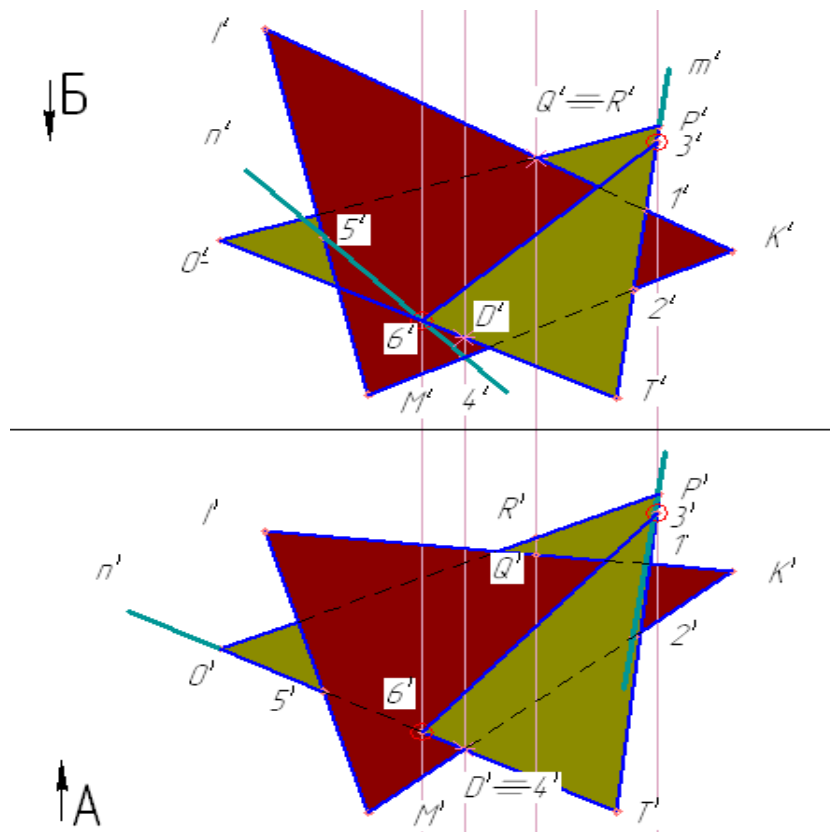 I"
Б
m"
Q"≡R"
P"
n"
3"
1"
5"
K"
O"
D"
2"
6"
M"
4"
T"
P'
R'
3'
I'
1'
Q'
n'
K'
2'
O'
5'
6'
D'≡4'
A
M'
T'